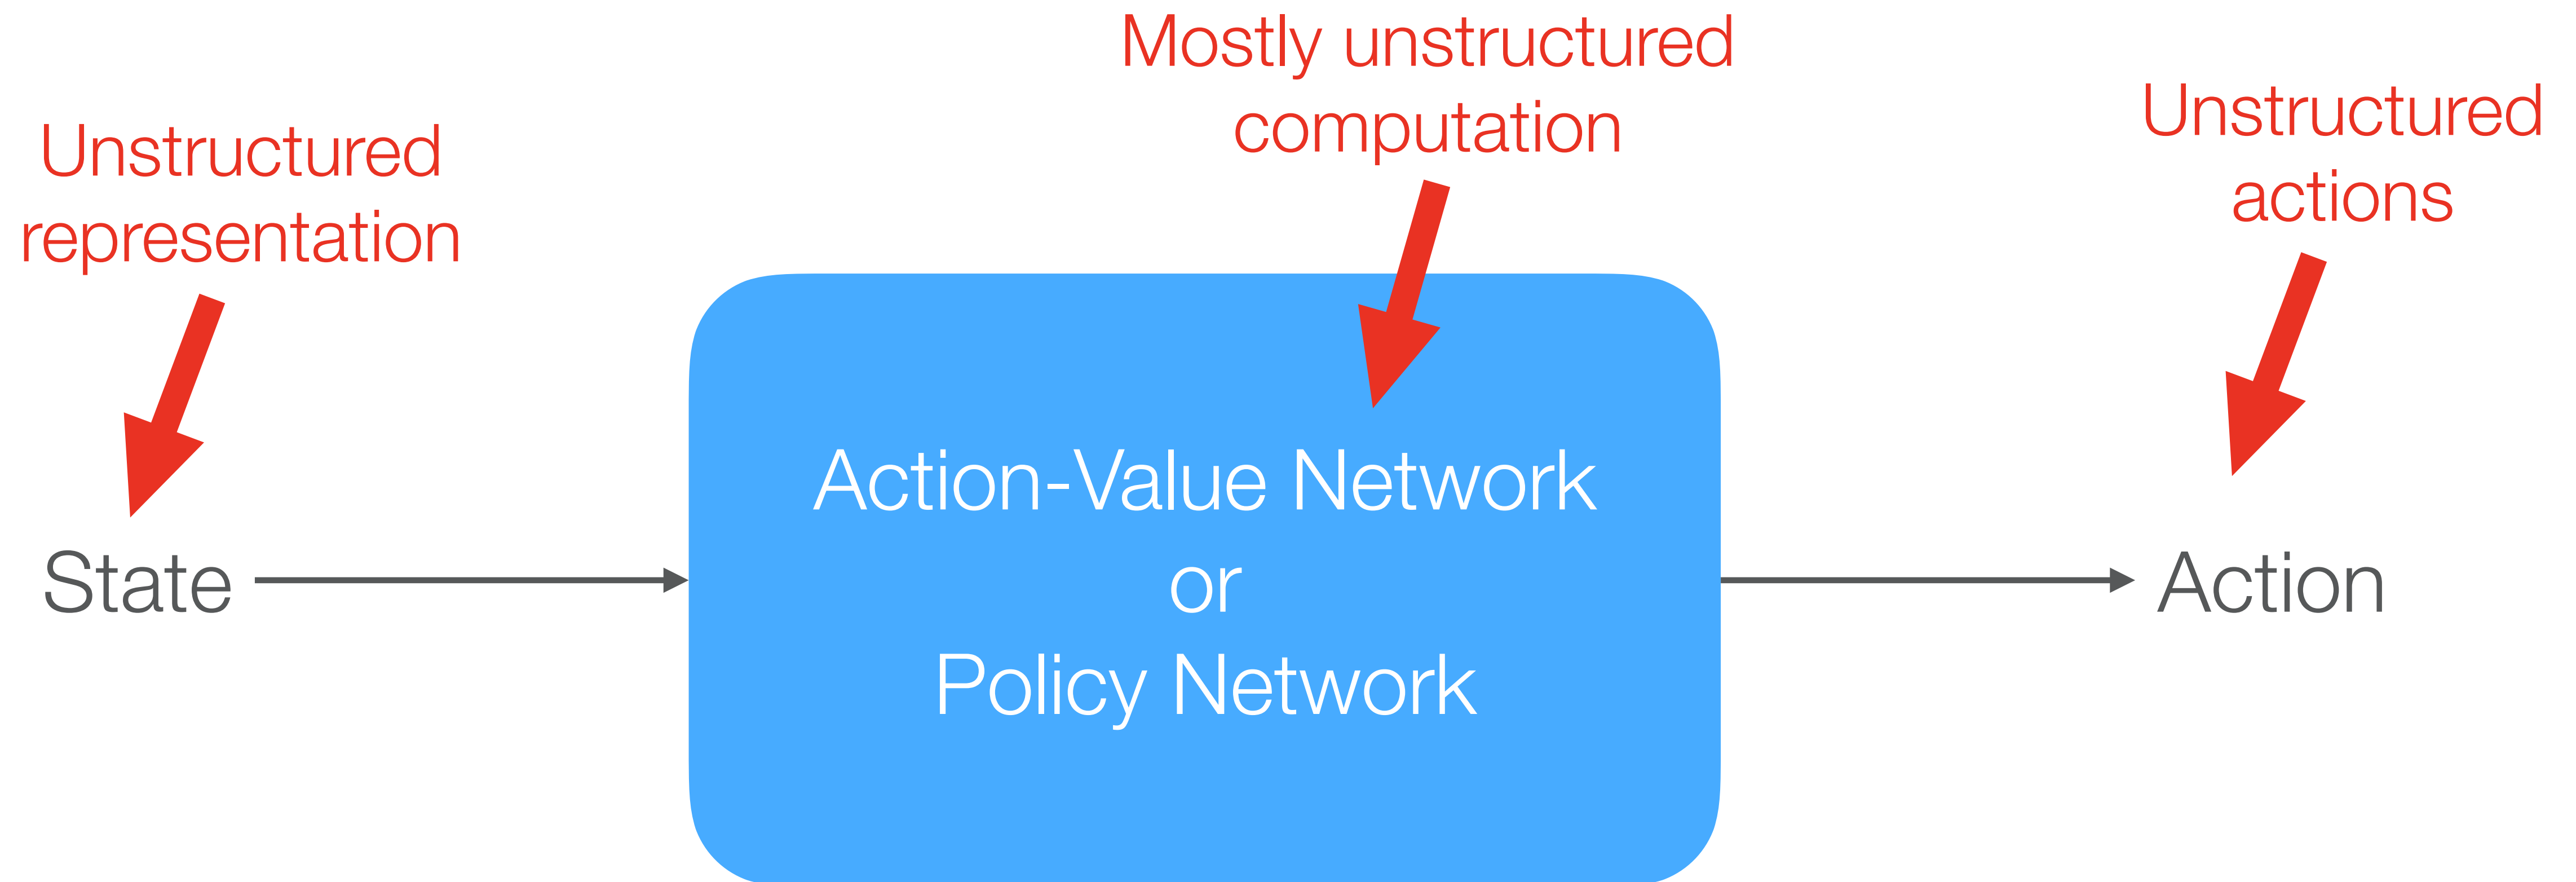 Unstructured
representation
Mostly unstructured
computation
Unstructured
actions
State
Action-Value Network
or
Policy Network
Action